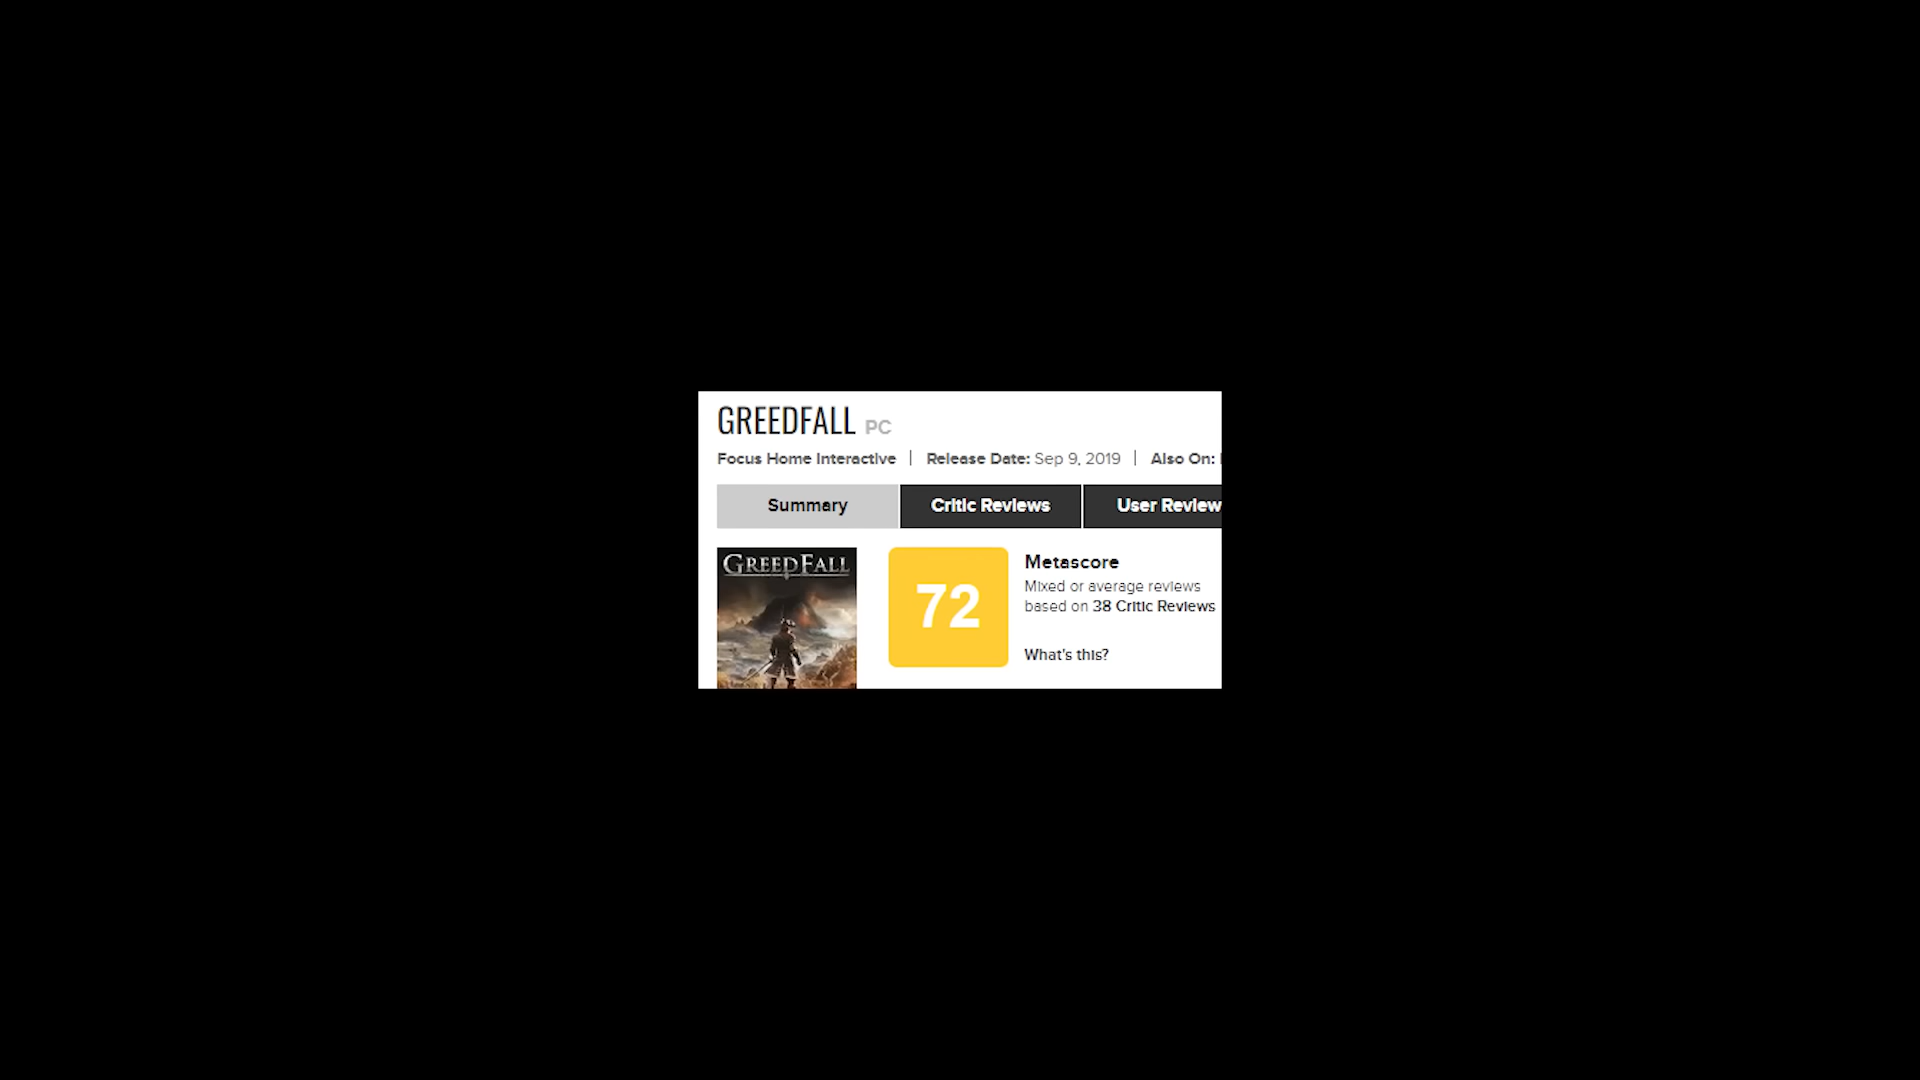 GREEDFALL PC
Focus Home Interactive | Release Date: Sep 9, 2019 | Also On:
Summary Critic Reviews User Review
GREEDFALL
72
Metascore
Mixed or average reviews
based on 38 Critic Reviews
What's this?